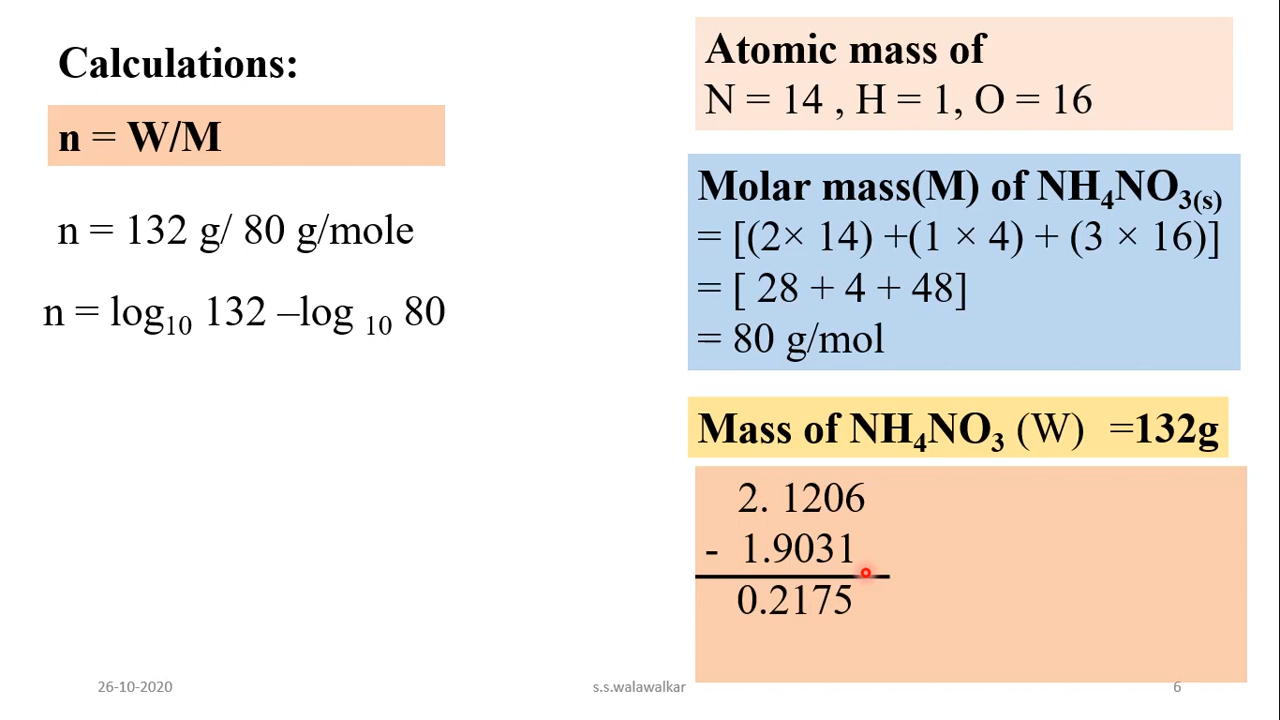 Calculations:
n = W/M
n = 132 g/ 80 g/mole
n = log₁₀ 132 –log ₁₀ 80
Atomic mass of
N = 14 , H = 1, O = 16
Molar mass(M) of NH₄NO₃₍ₛ₎
= [(2× 14) +(1 × 4) + (3 × 16)]
= [ 28 + 4 + 48]
= 80 g/mol
Mass of NH₄NO₃ (W) =132g
2. 1206
- 1.9031
0.2175
26-10-2020
s.s.walawalkar
6